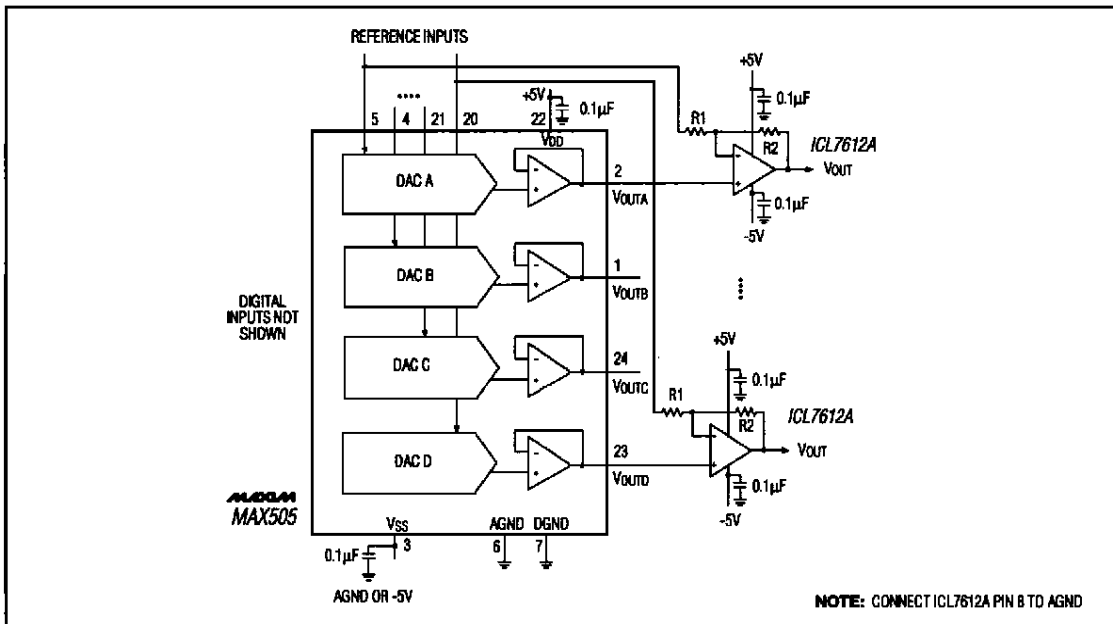 REFERENCE INPUTS
+5V
0.1µF
+5V
0.1µF
5 4 21 20 22
R1
R2
ICL7612A
VDD
VOUT
DAC A
2
VOUTA
0.1µF
-5V
DAC B
1
VOUTB
DIGITAL
INPUTS NOT
SHOWN
+5V
DAC C
24
VOUTC
0.1µF
R1
R2
ICL7612A
DAC D
23
VOUTD
VOUT
0.1µF
-5V
MAXIM
MAX505
VSS AGND DGND
3 6 7
0.1µF
AGND OR -5V
NOTE: CONNECT ICL7612A PIN 8 TO AGND